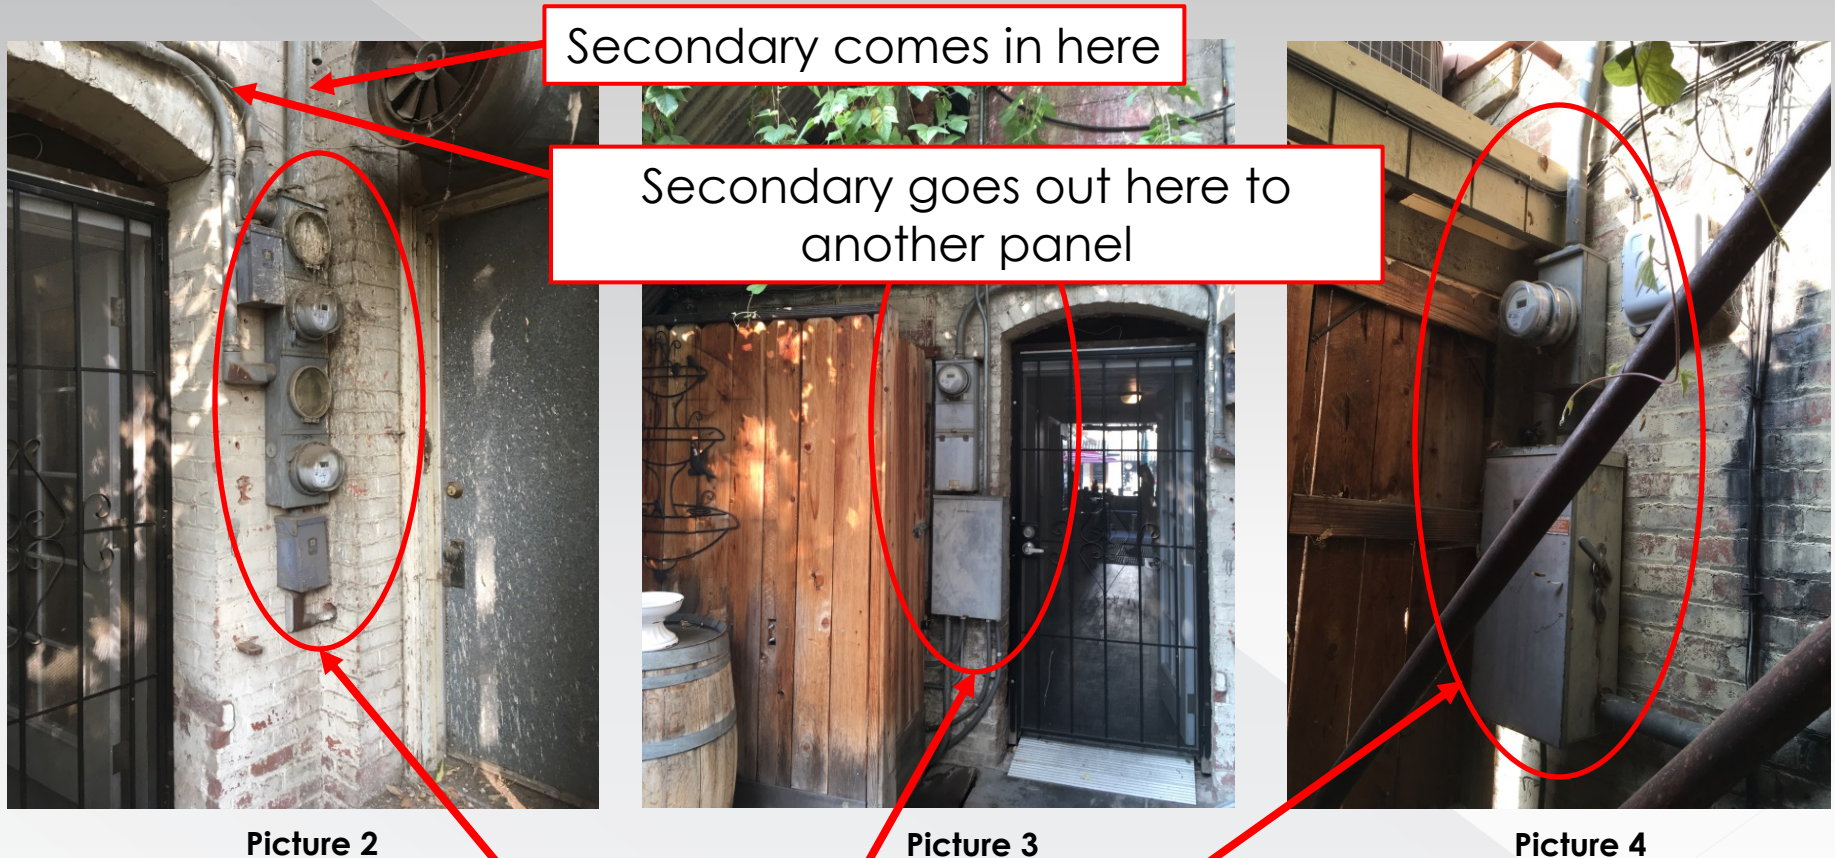 Secondary comes in here
Secondary goes out here to
another panel
Picture 2
Picture 3
Picture 4